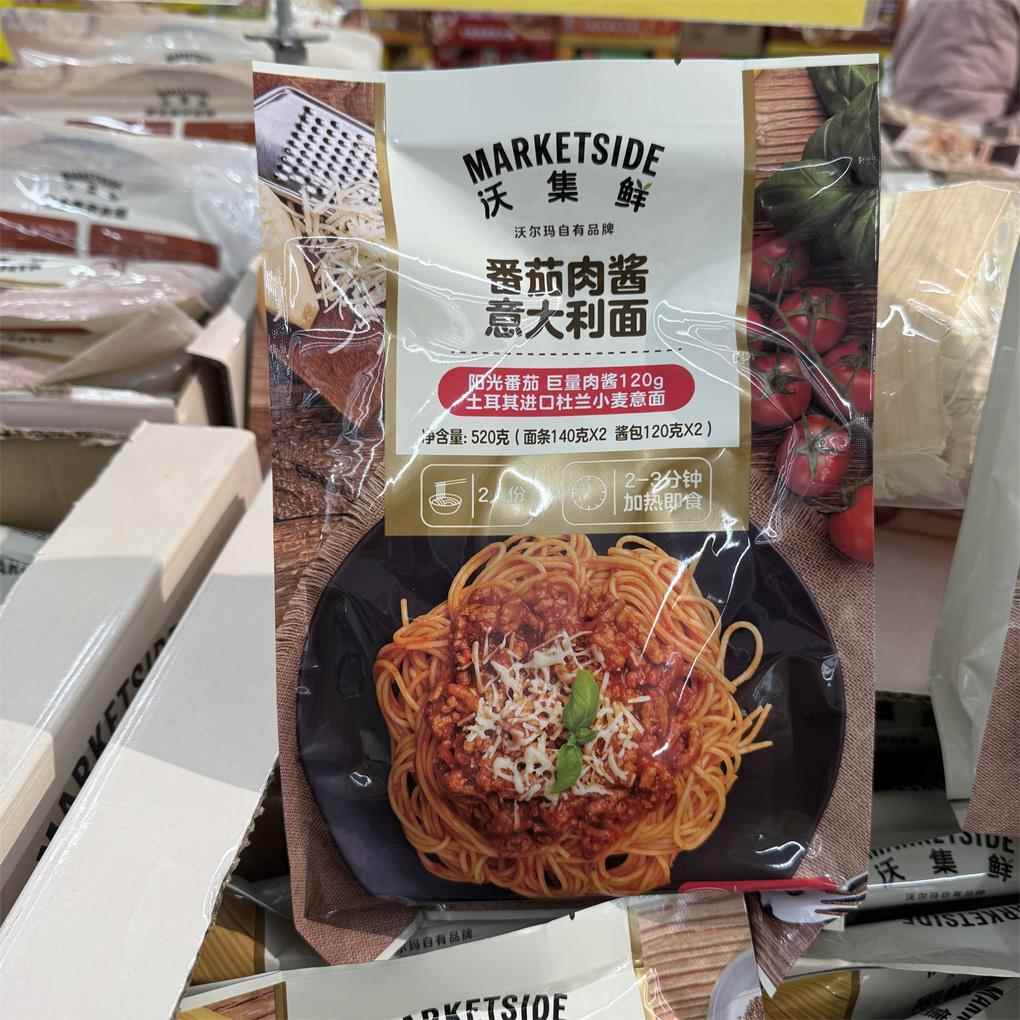 MARKETSIDE
沃集鲜
沃尔玛自有品牌
番茄肉酱
意大利面
阳光番茄 巨量肉酱120g
土耳其进口杜兰小麦意面
净含量: 520克 ( 面条140克X2 酱包120克X2 )
2人份
2-3分钟
加热即食
沃集鲜
MARKETSIDE